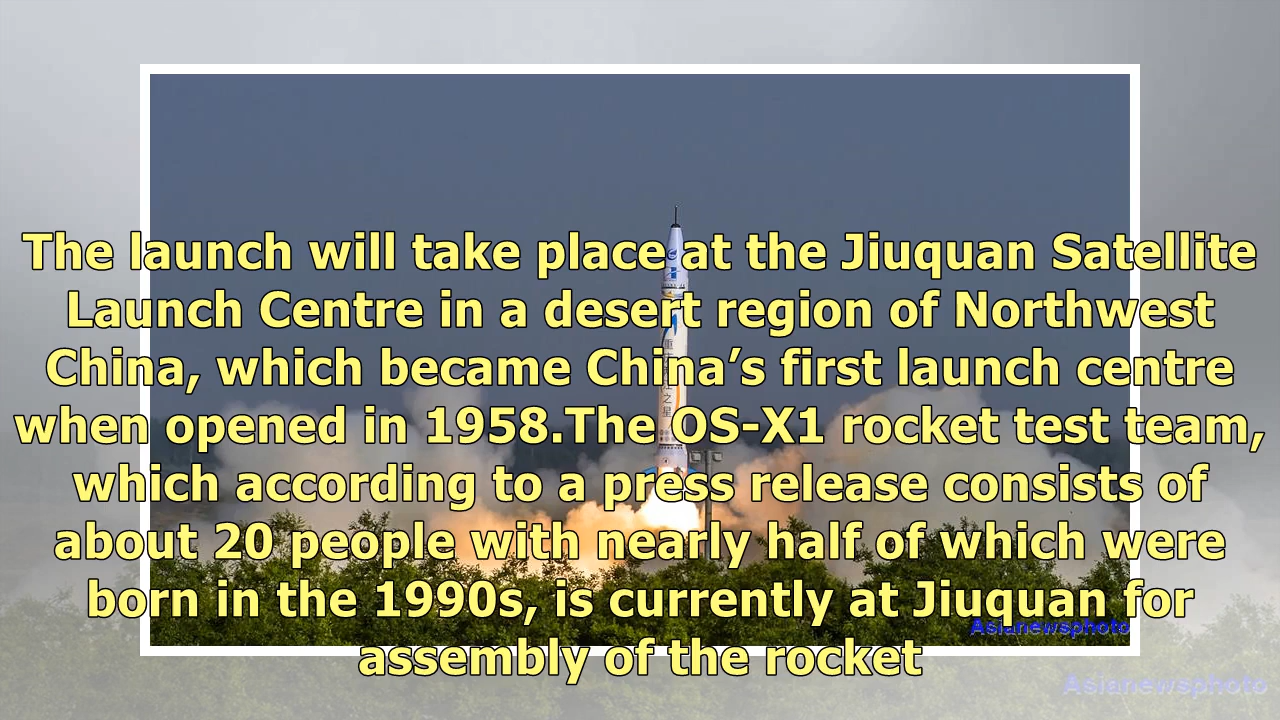 The launch will take place at the Jiuquan Satellite
Launch Centre in a desert region of Northwest
China, which became China’s first launch centre
when opened in 1958.The OS-X1 rocket test team,
which according to a press release consists of
about 20 people with nearly half of which were
born in the 1990s, is currently at Jiuquan for
assembly of the rocket
Asianewsphoto
Asianewsphoto